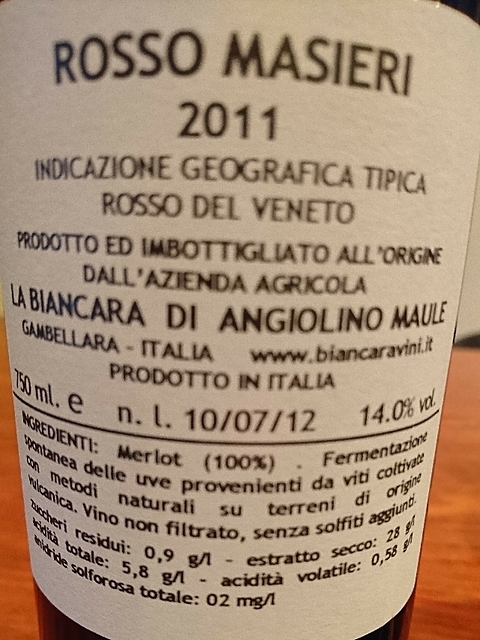 ROSSO MASIERI
2011
INDICAZIONE GEOGRAFICA TIPICA
ROSSO DEL VENETO
PRODOTTO ED IMBOTTIGLIATO ALL'ORIGINE
DALL'AZIENDA AGRICOLA
LA BIANCARA DI ANGIOLINO MAULE
GAMBELLARA - ITALIA www.biancaravini.it
PRODOTTO IN ITALIA
750 ml. e n. l. 10/07/12 14.0% vol.
INGREDIENTI: Merlot (100%) . Fermentazione
spontanea delle uve provenienti da viti coltivate
con metodi naturali su terreni di origine
vulcanica. Vino non filtrato, senza solfiti aggiunti.
zuccheri residui: 0,9 g/l - estratto secco: 28 g/l
acidità totale: 5,8 g/l - acidità volatile: 0,58 g/l
anidride solforosa totale: 02 mg/l